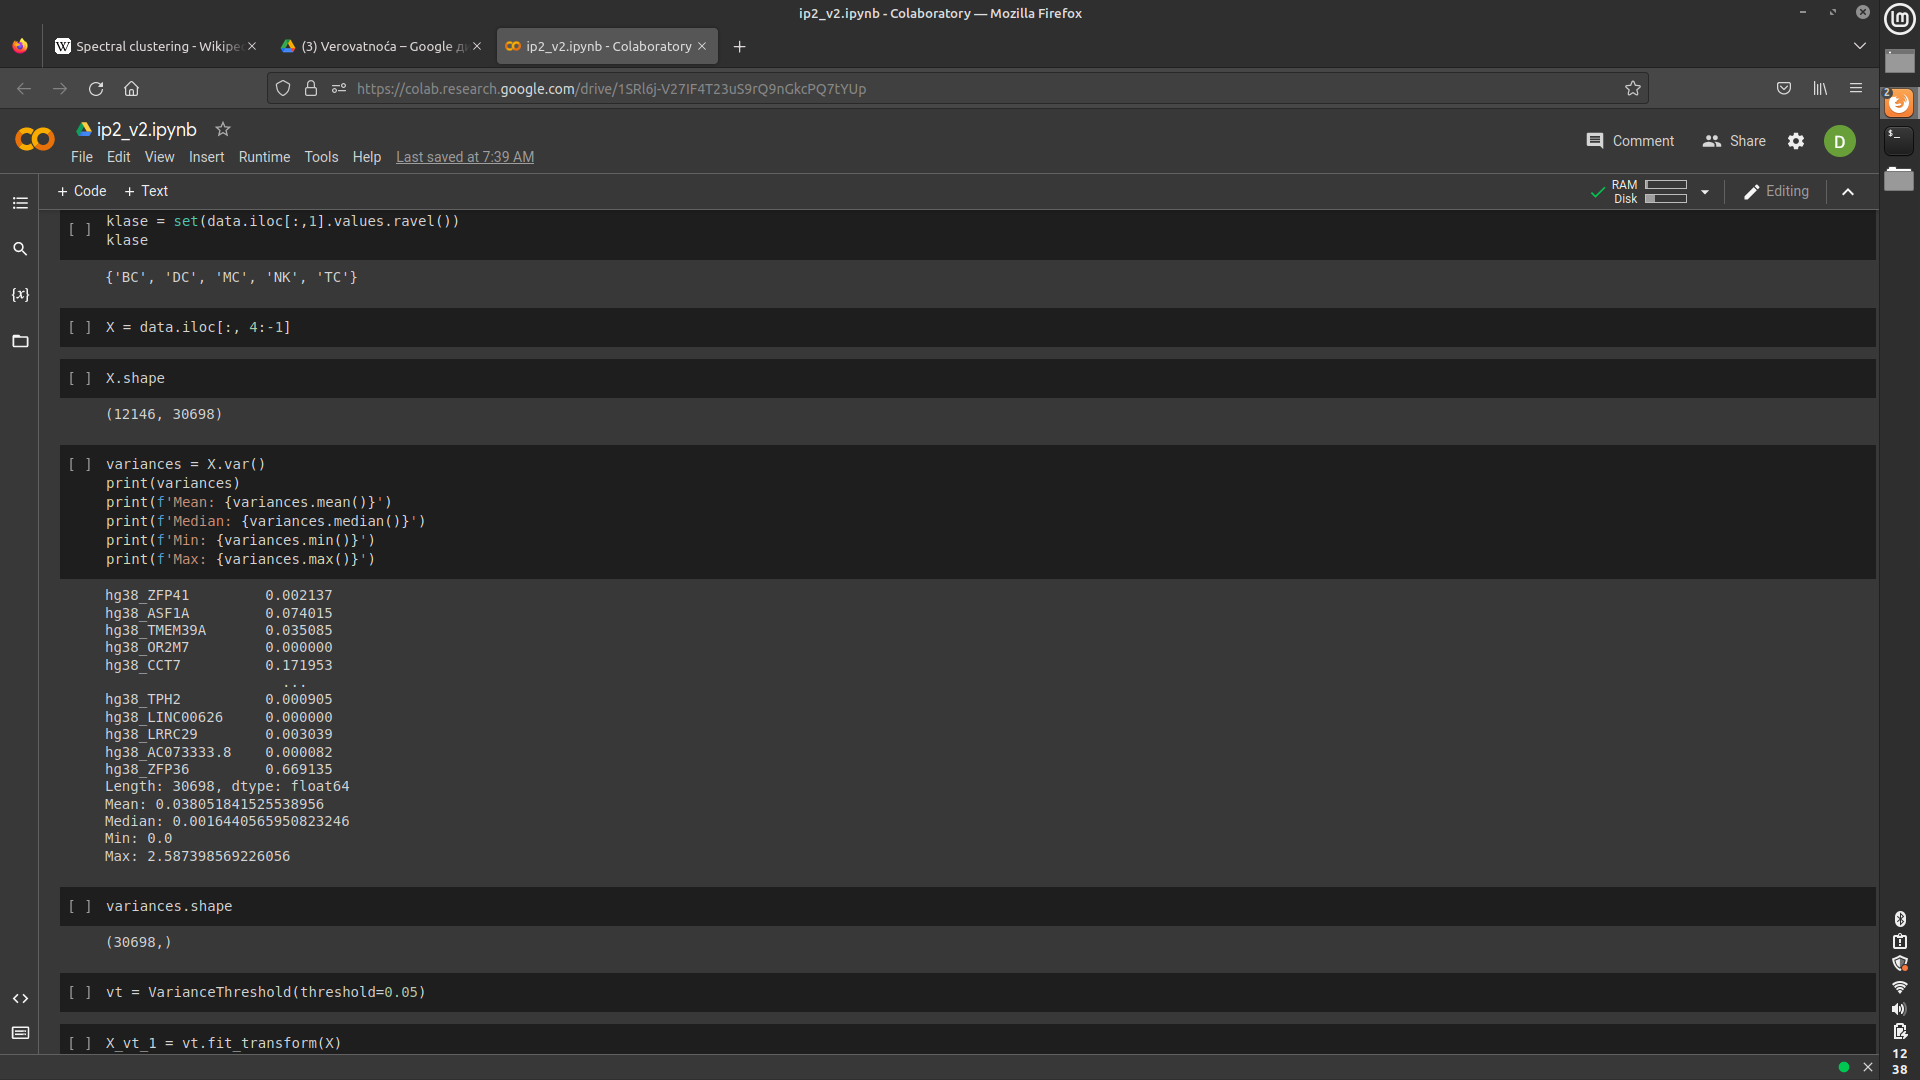 ip2_v2.ipynb - Colaboratory — Mozilla Firefox
Spectral clustering - Wikipe
(3) Verovatnoća – Google ди
ip2_v2.ipynb - Colaboratory
https://colab.research.google.com/drive/1SRl6j-V27IF4T23uS9rQ9nGkcPQ7tYUp
ip2_v2.ipynb
File Edit View Insert Runtime Tools Help Last saved at 7:39 AM
Comment Share D
+ Code + Text
RAM
Disk
Editing
klase = set(data.iloc[:,1].values.ravel())
[ ] klase
{'BC', 'DC', 'MC', 'NK', 'TC'}
[ ] X = data.iloc[:, 4:-1]
[ ] X.shape
(12146, 30698)
[ ] variances = X.var()
print(variances)
print(f'Mean: {variances.mean()}')
print(f'Median: {variances.median()}')
print(f'Min: {variances.min()}')
print(f'Max: {variances.max()}')
hg38_ZFP41 0.002137
hg38_ASF1A 0.074015
hg38_TMEM39A 0.035085
hg38_OR2M7 0.000000
hg38_CCT7 0.171953
...
hg38_TPH2 0.000905
hg38_LINC00626 0.000000
hg38_LRRC29 0.003039
hg38_AC073333.8 0.000082
hg38_ZFP36 0.669135
Length: 30698, dtype: float64
Mean: 0.038051841525538956
Median: 0.0016440565950823246
Min: 0.0
Max: 2.587398569226056
[ ] variances.shape
(30698,)
[ ] vt = VarianceThreshold(threshold=0.05)
[ ] X_vt_1 = vt.fit_transform(X)
2
12
38